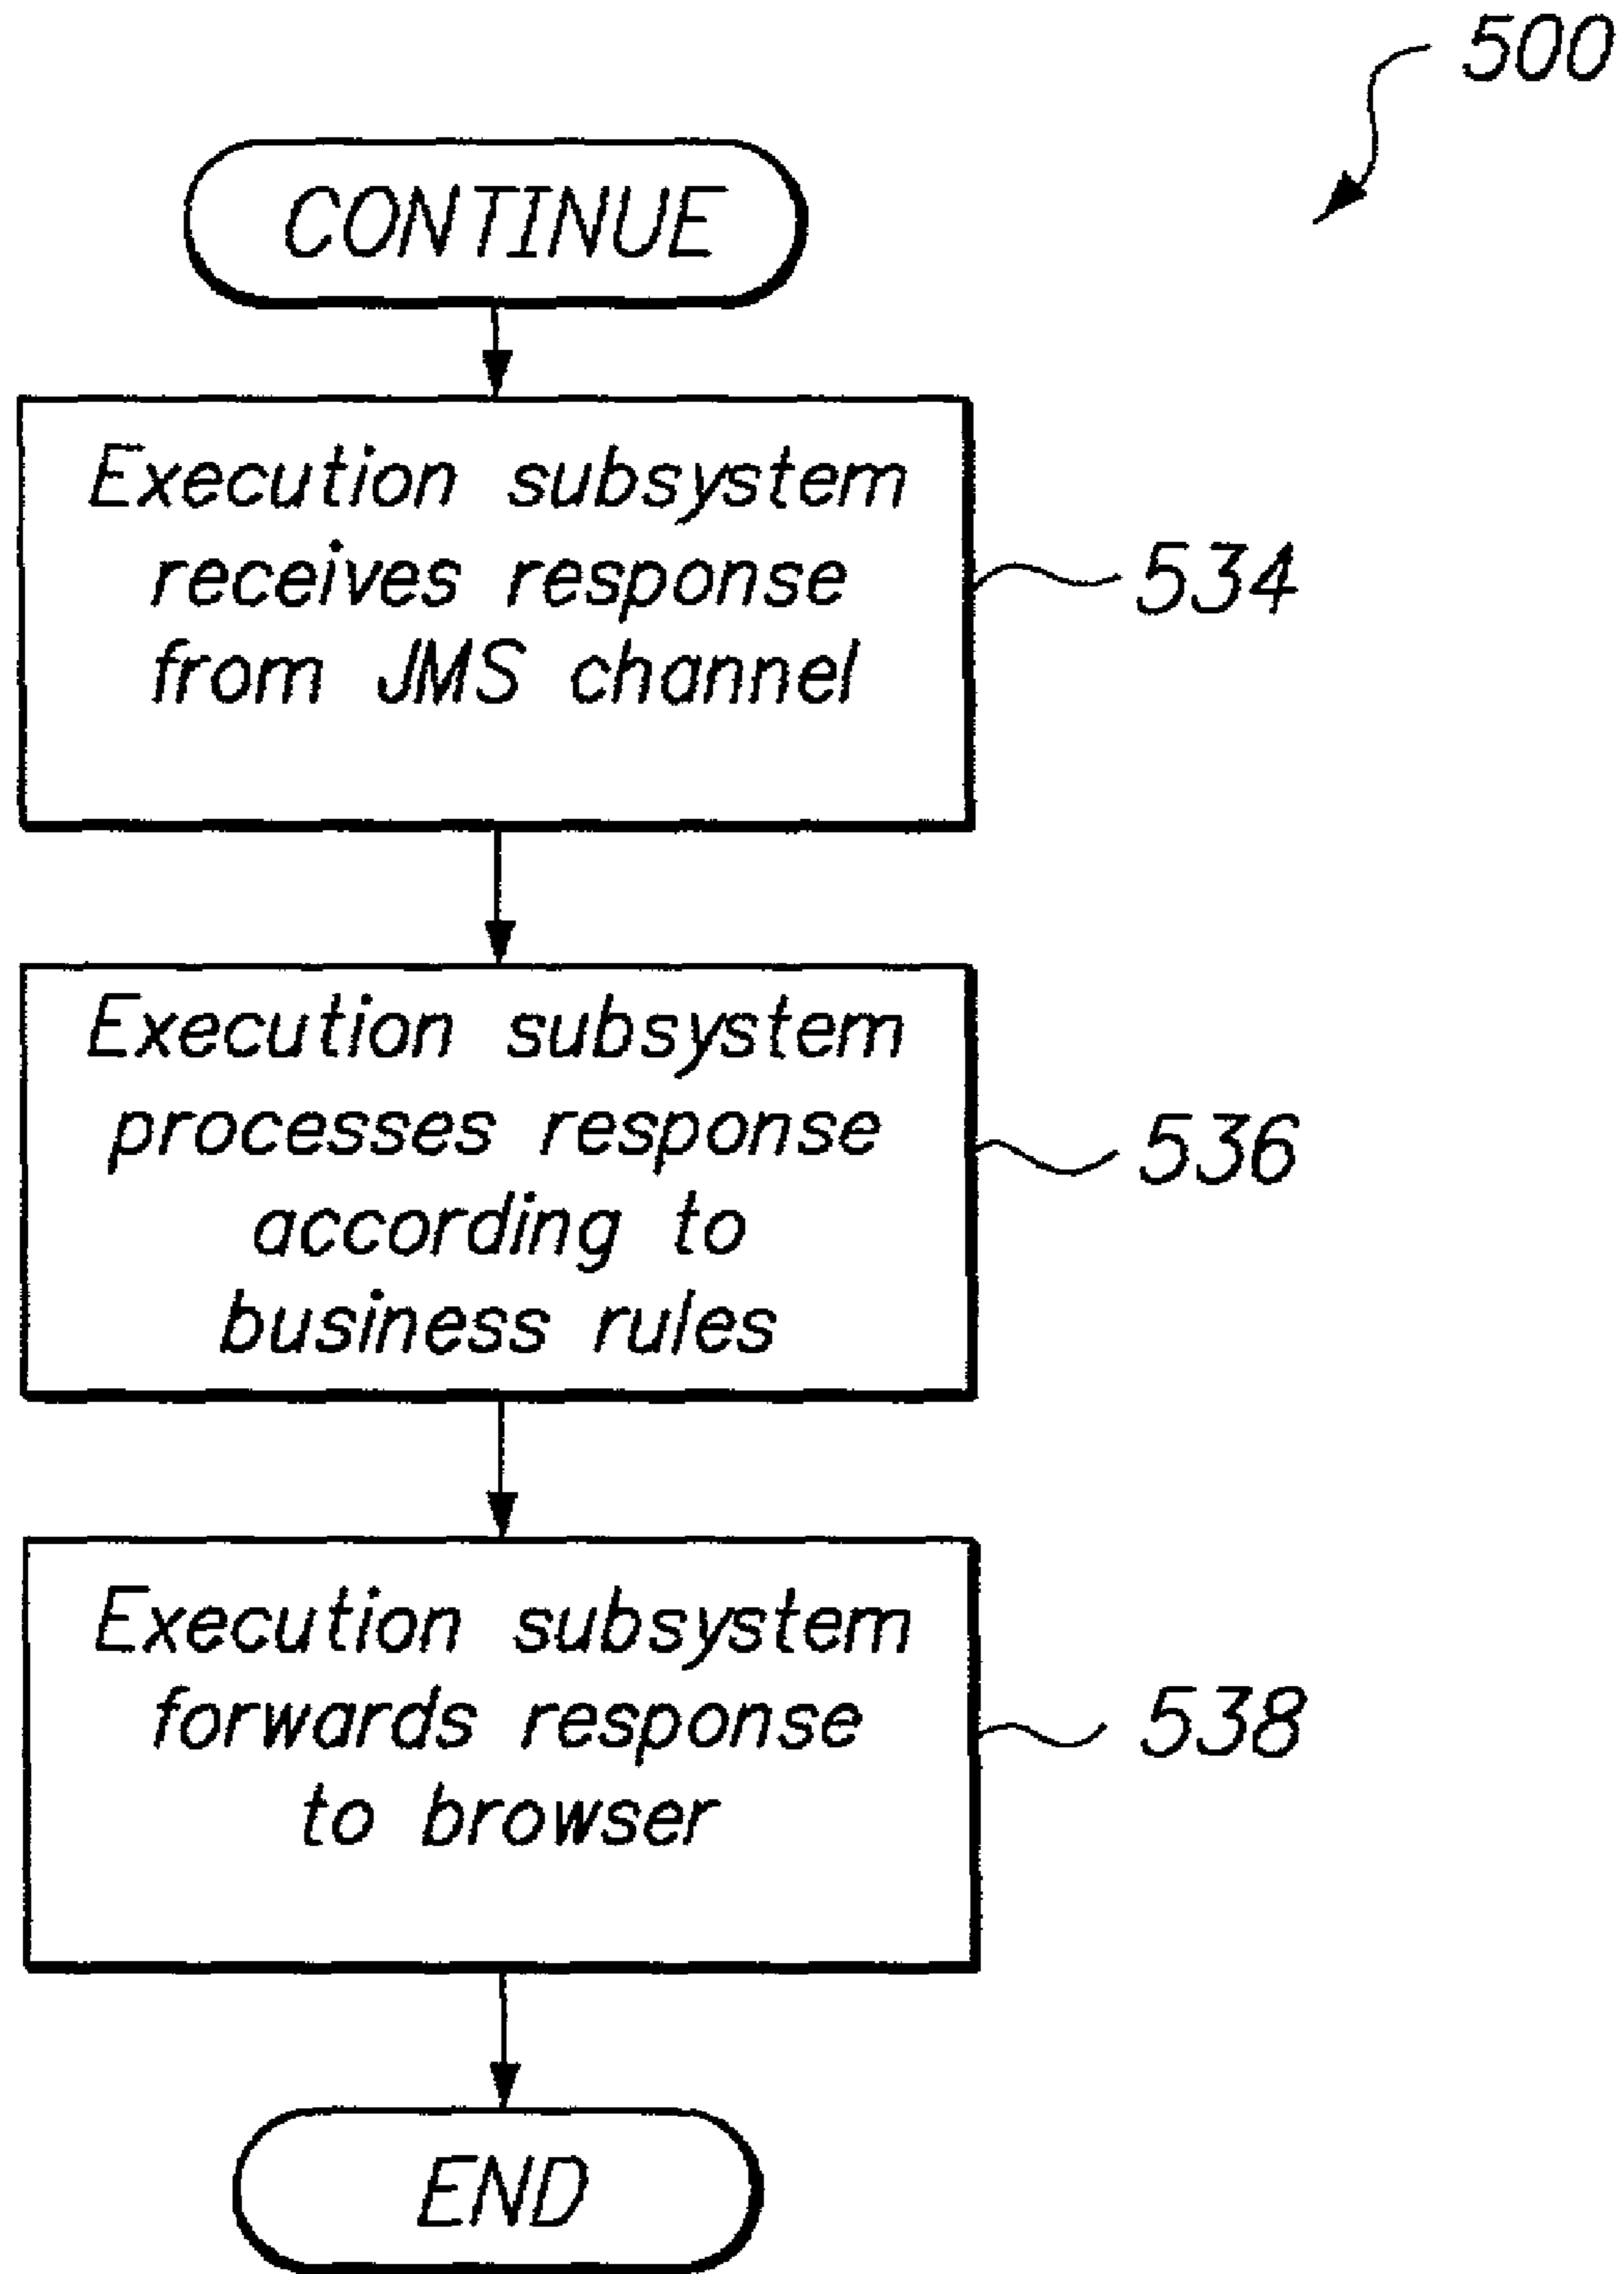 500
CONTINUE
Execution subsystem
receives response
from JMS channel
534
Execution subsystem
processes response
according to
business rules
536
Execution subsystem
forwards response
to browser
538
END